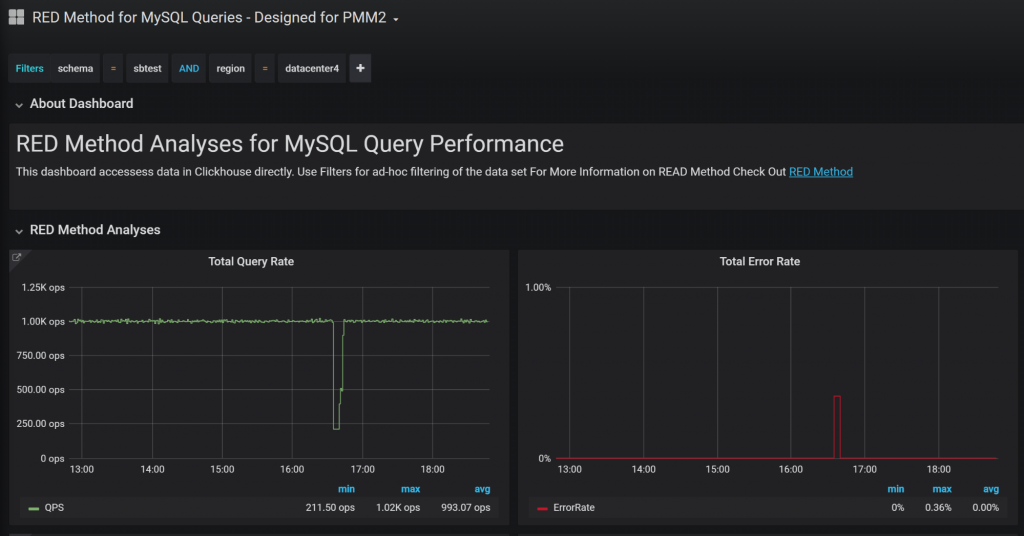 RED Method for MySQL Queries - Designed for PMM2
Filters schema = sbtest AND region = datacenter4 +
About Dashboard
RED Method Analyses for MySQL Query Performance
This dashboard accessess data in Clickhouse directly. Use Filters for ad-hoc filtering of the data set For More Information on READ Method Check Out RED Method
RED Method Analyses
Total Query Rate
1.25K ops
1.00K ops
750.00 ops
500.00 ops
250.00 ops
0 ops
13:00 14:00 15:00 16:00 17:00 18:00
min max avg
QPS 211.50 ops 1.02K ops 993.07 ops
Total Error Rate
1.00%
0%
13:00 14:00 15:00 16:00 17:00 18:00
min max avg
ErrorRate 0% 0.36% 0.00%